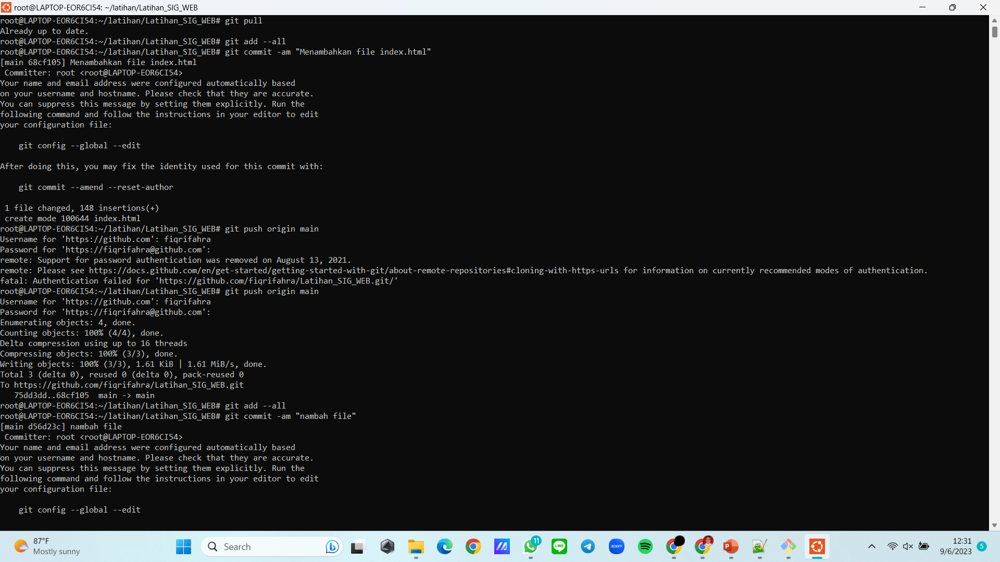 root@LAPTOP-EOR6CI54: ~/latihan/Latihan_SIG_WEB
root@LAPTOP-EOR6CI54:~/latihan/Latihan_SIG_WEB# git pull
Already up to date.
root@LAPTOP-EOR6CI54:~/latihan/Latihan_SIG_WEB# git add --all
root@LAPTOP-EOR6CI54:~/latihan/Latihan_SIG_WEB# git commit -am "Menambahkan file index.html"
[main 68cf105] Menambahkan file index.html
 Committer: root <root@LAPTOP-EOR6CI54>
Your name and email address were configured automatically based
on your username and hostname. Please check that they are accurate.
You can suppress this message by setting them explicitly. Run the
following command and follow the instructions in your editor to edit
your configuration file:
    git config --global --edit
After doing this, you may fix the identity used for this commit with:
    git commit --amend --reset-author
 1 file changed, 148 insertions(+)
 create mode 100644 index.html
root@LAPTOP-EOR6CI54:~/latihan/Latihan_SIG_WEB# git push origin main
Username for 'https://github.com': fiqrifahra
Password for 'https://fiqrifahra@github.com':
remote: Support for password authentication was removed on August 13, 2021.
remote: Please see https://docs.github.com/en/get-started/getting-started-with-git/about-remote-repositories#cloning-with-https-urls for information on currently recommended modes of authentication.
fatal: Authentication failed for 'https://github.com/fiqrifahra/Latihan_SIG_WEB.git/'
root@LAPTOP-EOR6CI54:~/latihan/Latihan_SIG_WEB# git push origin main
Username for 'https://github.com': fiqrifahra
Password for 'https://fiqrifahra@github.com':
Enumerating objects: 4, done.
Counting objects: 100% (4/4), done.
Delta compression using up to 16 threads
Compressing objects: 100% (3/3), done.
Writing objects: 100% (3/3), 1.61 KiB | 1.61 MiB/s, done.
Total 3 (delta 0), reused 0 (delta 0), pack-reused 0
To https://github.com/fiqrifahra/Latihan_SIG_WEB.git
   75dd3dd..68cf105  main -> main
root@LAPTOP-EOR6CI54:~/latihan/Latihan_SIG_WEB# git add --all
root@LAPTOP-EOR6CI54:~/latihan/Latihan_SIG_WEB# git commit -am "nambah file"
[main d56d23c] nambah file
 Committer: root <root@LAPTOP-EOR6CI54>
Your name and email address were configured automatically based
on your username and hostname. Please check that they are accurate.
You can suppress this message by setting them explicitly. Run the
following command and follow the instructions in your editor to edit
your configuration file:
    git config --global --edit
87°F
Mostly sunny
Search
11
LINE
zoom
P
12:31
9/6/2023
5